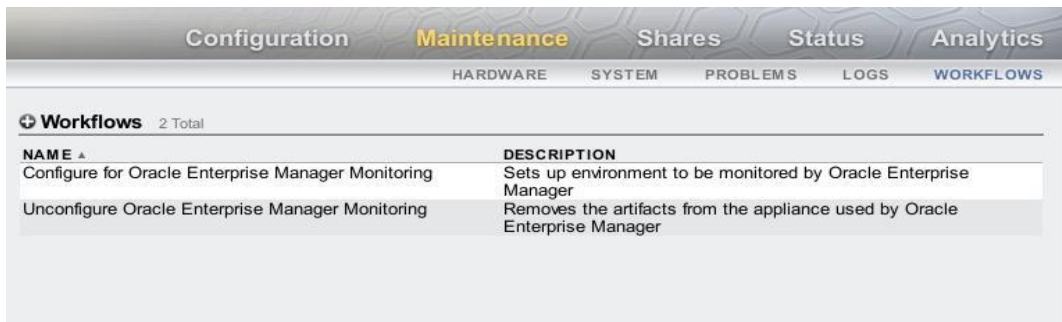 Configuration Maintenance Shares Status Analytics
HARDWARE SYSTEM PROBLEMS LOGS WORKFLOWS
Workflows 2 Total
NAME DESCRIPTION
Configure for Oracle Enterprise Manager Monitoring Sets up environment to be monitored by Oracle Enterprise
Manager
Unconfigure Oracle Enterprise Manager Monitoring Removes the artifacts from the appliance used by Oracle
Enterprise Manager